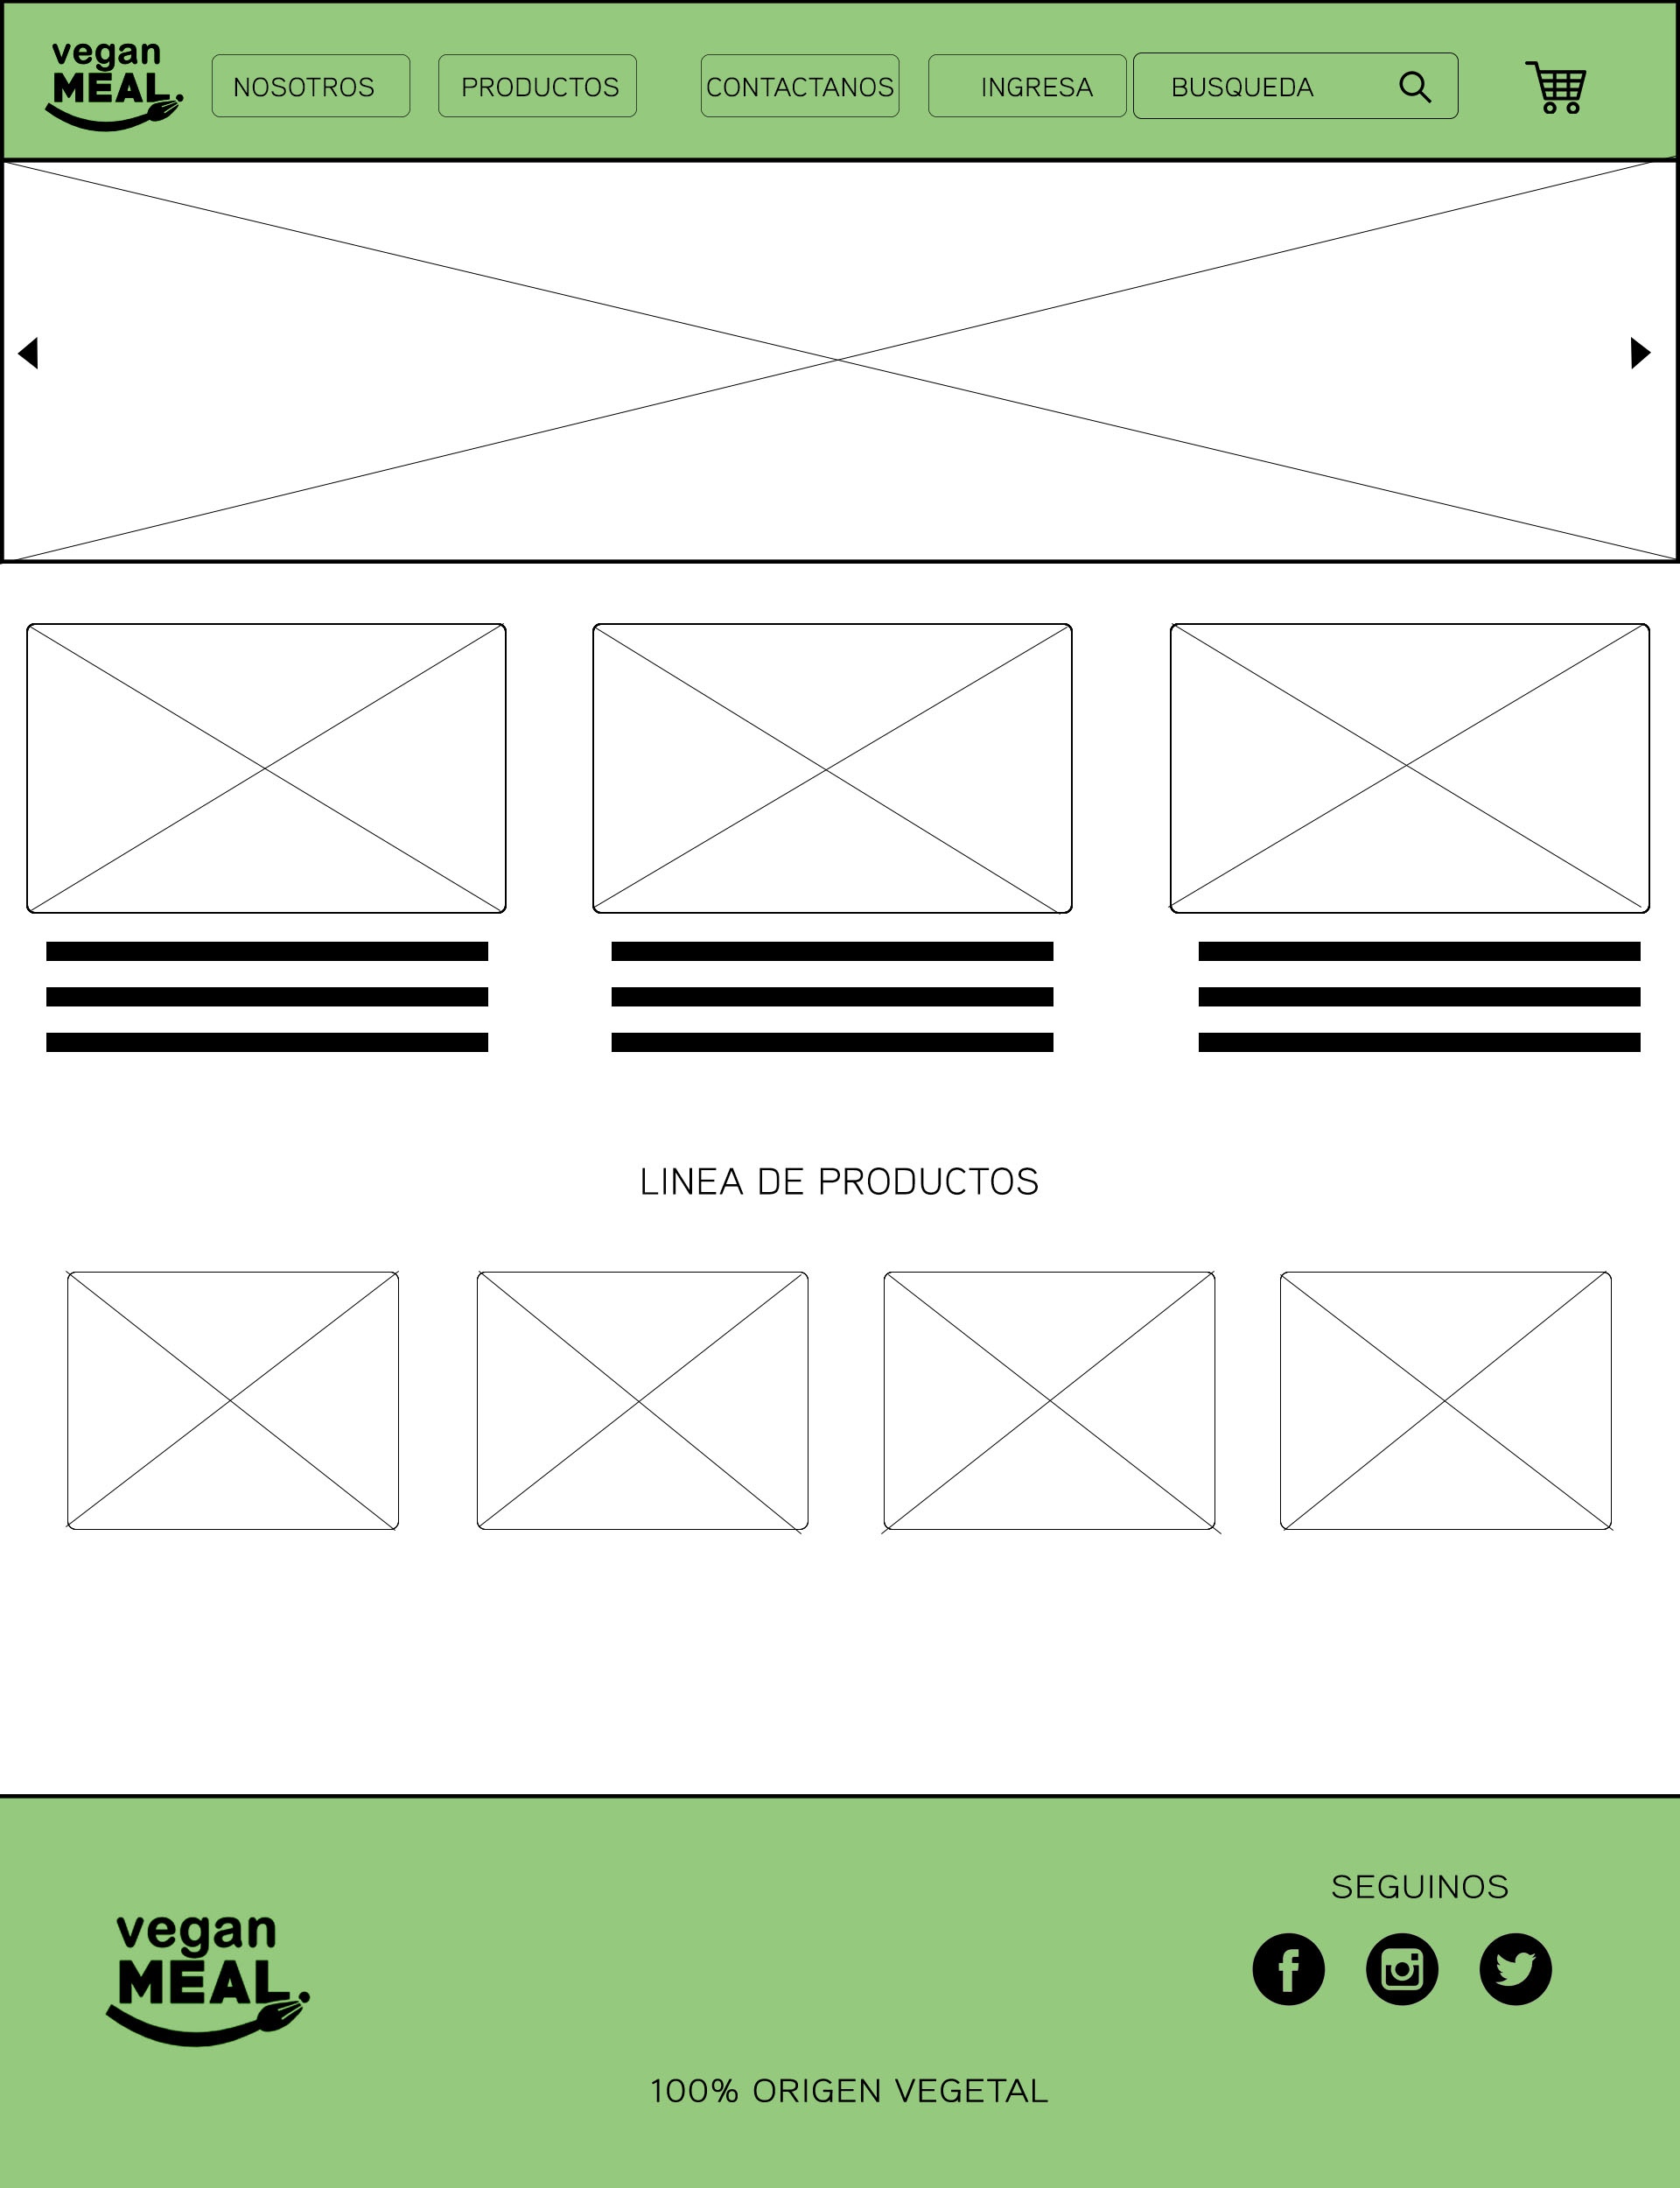 vegan
MEAL.
NOSOTROS
PRODUCTOS
CONTACTANOS
INGRESA
BUSQUEDA
LINEA DE PRODUCTOS
SEGUINOS
vegan
MEAL.
100% ORIGEN VEGETAL